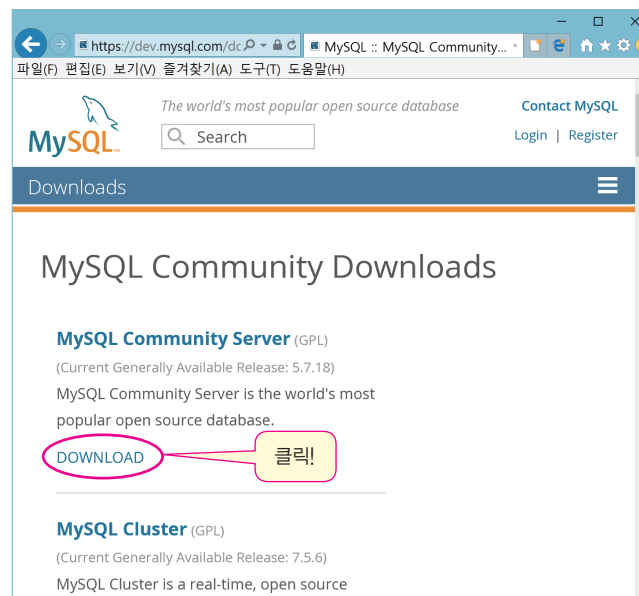 https://dev.mysql.com/dc
MySQL :: MySQL Community...
파일(F) 편집(E) 보기(V) 즐겨찾기(A) 도구(T) 도움말(H)
MySQL
The world's most popular open source database
Contact MySQL
Search
Login | Register
Downloads
MySQL Community Downloads
MySQL Community Server (GPL)
(Current Generally Available Release: 5.7.18)
MySQL Community Server is the world's most
popular open source database.
DOWNLOAD
클릭!
MySQL Cluster (GPL)
(Current Generally Available Release: 7.5.6)
MySQL Cluster is a real-time, open source